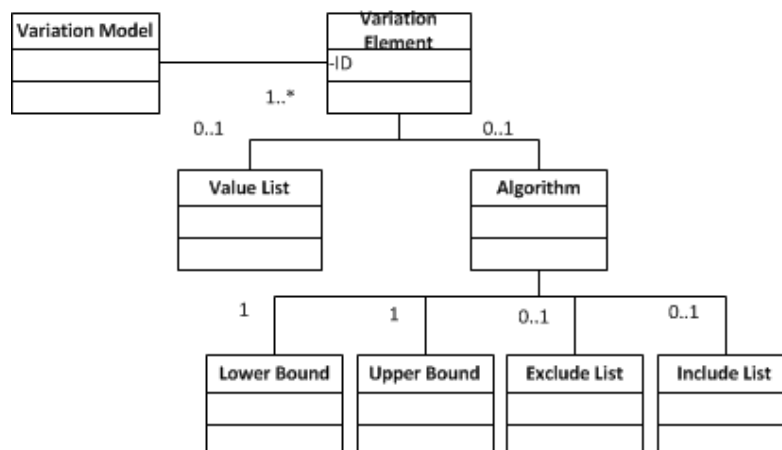 Variation Model
Variation
Element
-ID
1..*
0..1
0..1
Value List
Algorithm
1
1
0..1
0..1
Lower Bound
Upper Bound
Exclude List
Include List